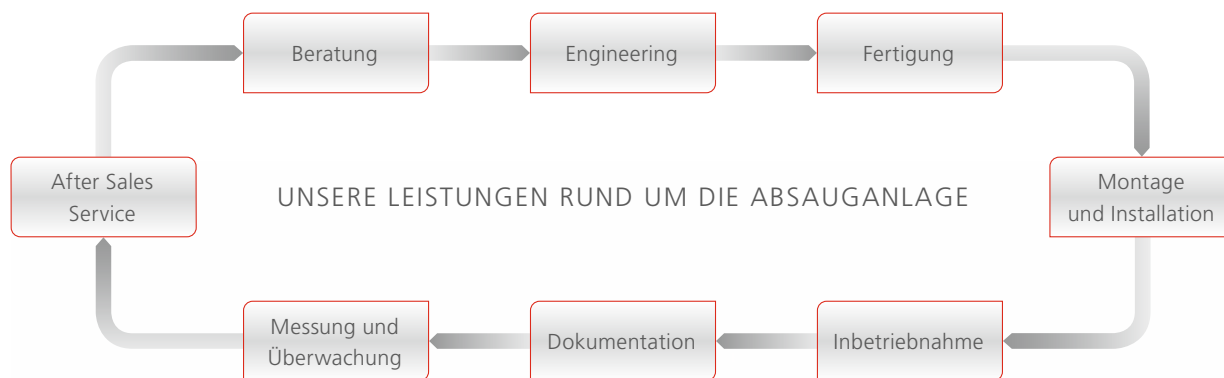 Beratung
Engineering
Fertigung
After Sales
Service
UNSERE LEISTUNGEN RUND UM DIE ABSAUGANLAGE
Montage
und Installation
Messung und
Überwachung
Dokumentation
Inbetriebnahme